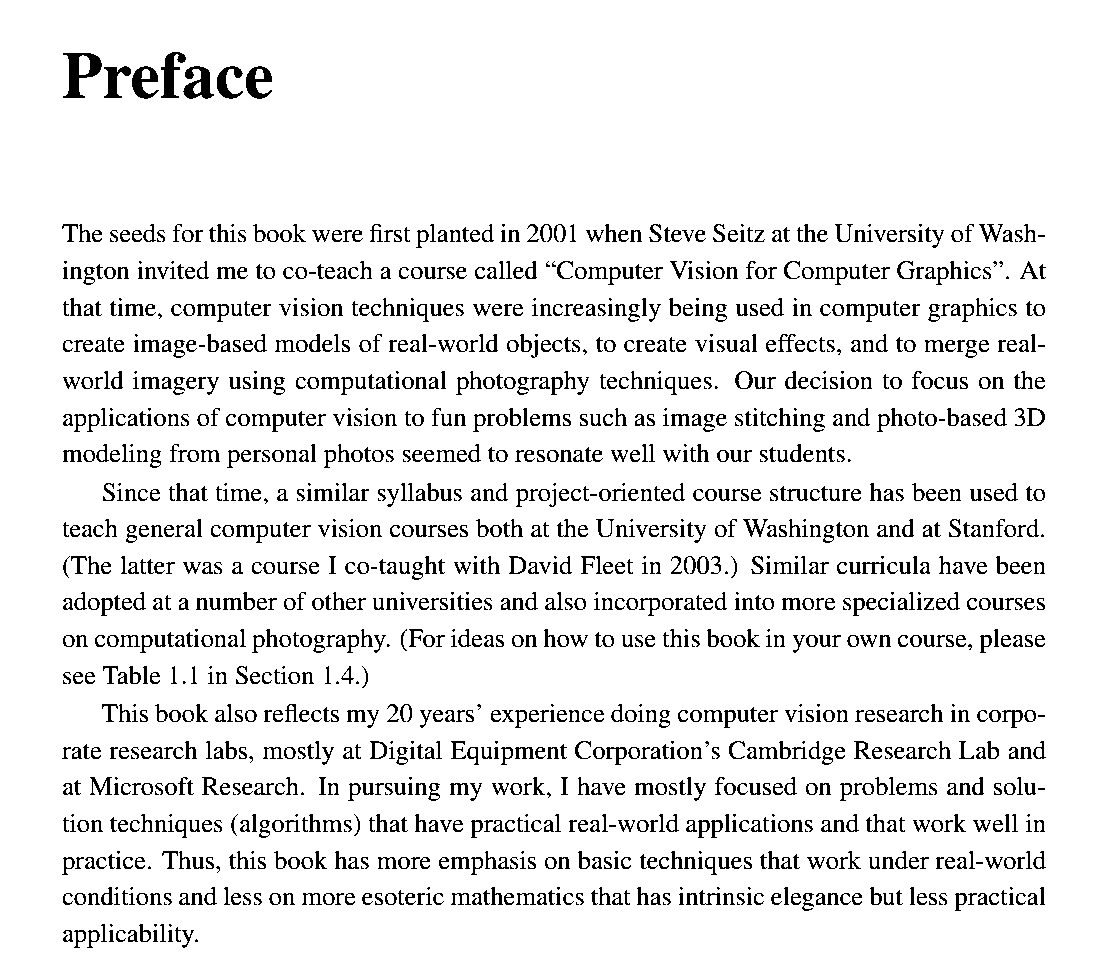 Preface
The seeds for this book were first planted in 2001 when Steve Seitz at the University of Wash-
ington invited me to co-teach a course called “Computer Vision for Computer Graphics”. At
that time, computer vision techniques were increasingly being used in computer graphics to
create image-based models of real-world objects, to create visual effects, and to merge real-
world imagery using computational photography techniques. Our decision to focus on the
applications of computer vision to fun problems such as image stitching and photo-based 3D
modeling from personal photos seemed to resonate well with our students.
Since that time, a similar syllabus and project-oriented course structure has been used to
teach general computer vision courses both at the University of Washington and at Stanford.
(The latter was a course I co-taught with David Fleet in 2003.) Similar curricula have been
adopted at a number of other universities and also incorporated into more specialized courses
on computational photography. (For ideas on how to use this book in your own course, please
see Table 1.1 in Section 1.4.)
This book also reflects my 20 years’ experience doing computer vision research in corpo-
rate research labs, mostly at Digital Equipment Corporation’s Cambridge Research Lab and
at Microsoft Research. In pursuing my work, I have mostly focused on problems and solu-
tion techniques (algorithms) that have practical real-world applications and that work well in
practice. Thus, this book has more emphasis on basic techniques that work under real-world
conditions and less on more esoteric mathematics that has intrinsic elegance but less practical
applicability.